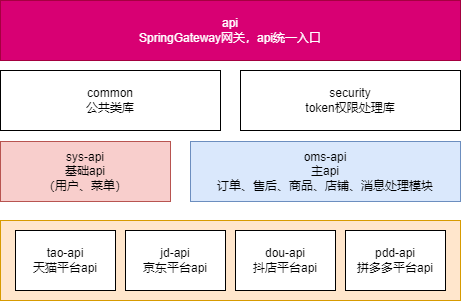 api
SpringGateway网关，api统一入口
common
公共类库
security
token权限处理库
sys-api
基础api
（用户、菜单）
oms-api
主api
订单、售后、商品、店铺、消息处理模块
tao-api
天猫平台api
jd-api
京东平台api
dou-api
抖店平台api
pdd-api
拼多多平台api